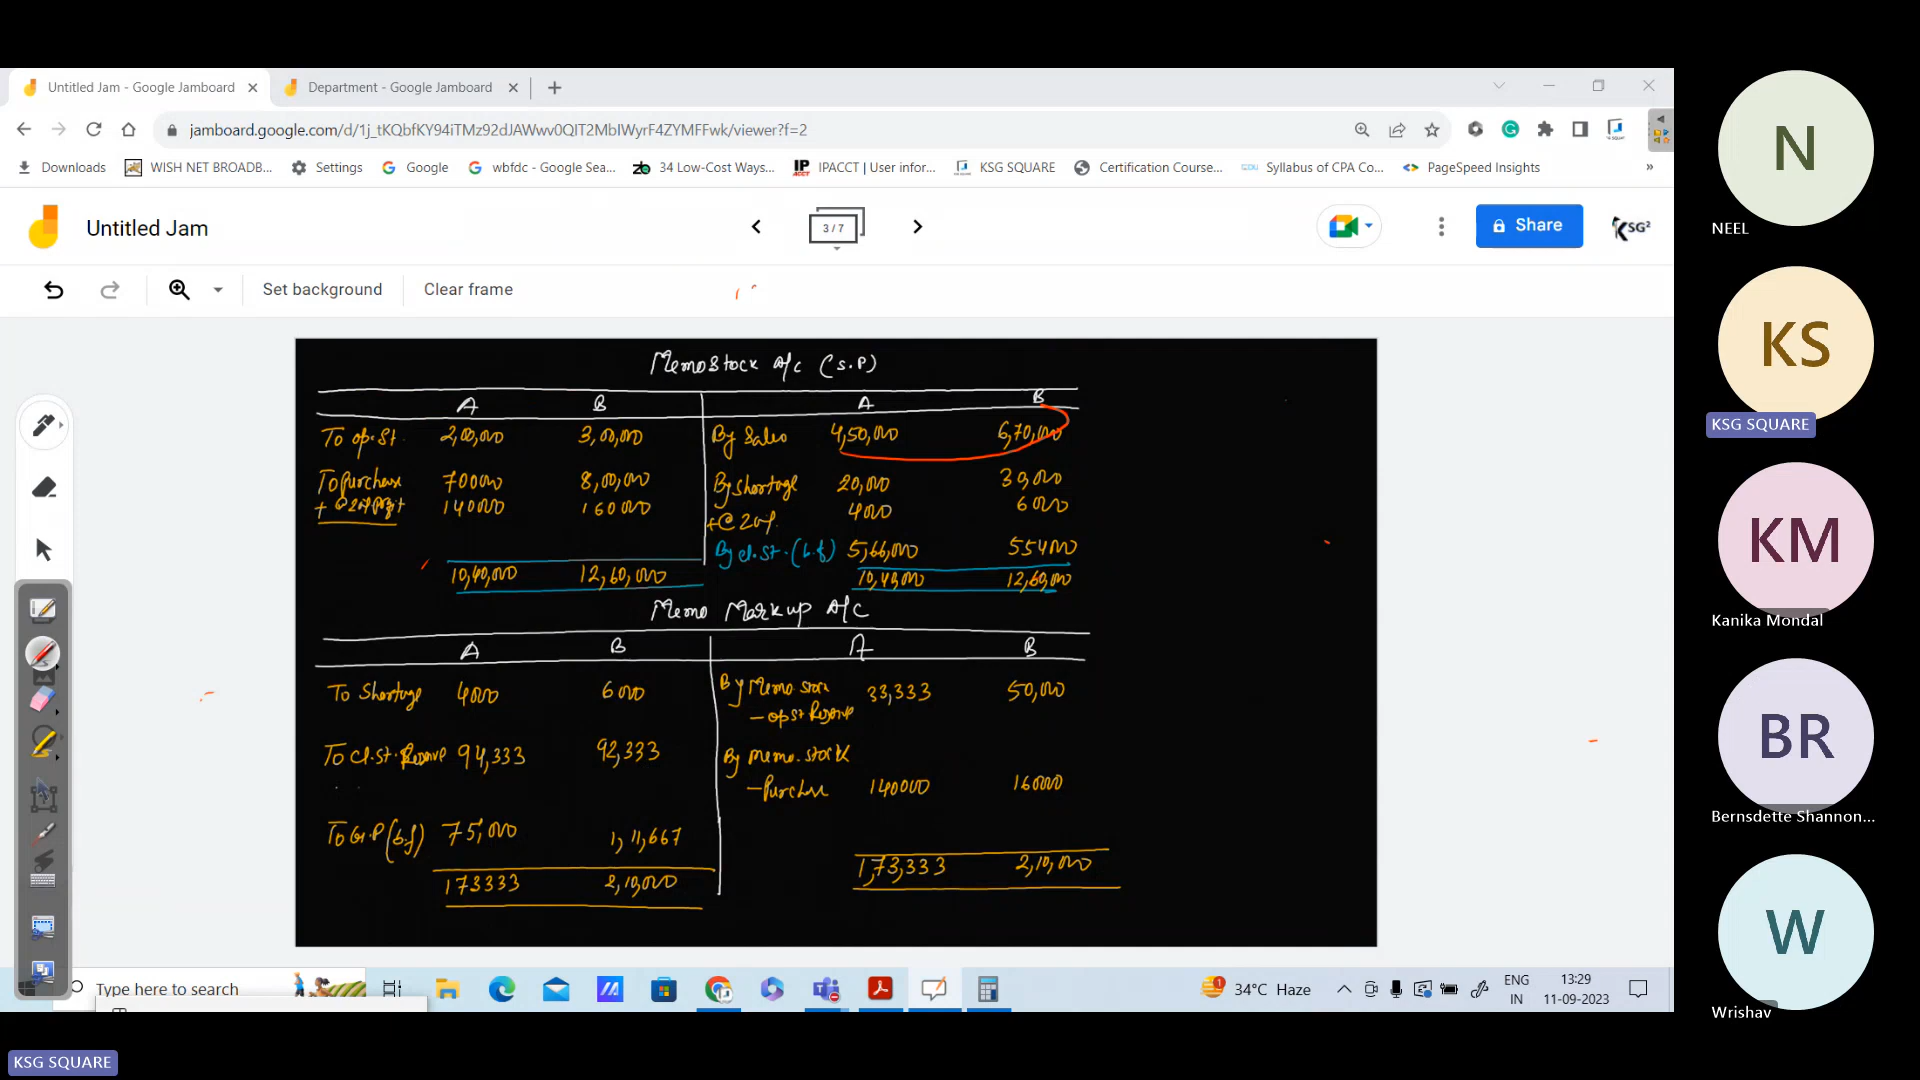 Untitled Jam - Google Jamboard
Department - Google Jamboard
jamboard.google.com/d/1j_tKQbfKY94iTMz92dJAWwv0QIT2MbIWyrF4ZYMFFwk/viewer?f=2
Downloads WISH NET BROADB... Settings Google wbfdc - Google Sea... 34 Low-Cost Ways... IPACCT | User infor... KSG SQUARE Certification Course... Syllabus of CPA Co... PageSpeed Insights »
Untitled Jam
3 / 7
Share
KSG²
Set background
Clear frame
Memo Stock A/c (S.P)
A B A B
To op. St. 2,00,000 3,00,000 By Sales 4,50,000 6,70,000
To Purchase 700000 8,00,000 By Shortage 20,000 30,000
+ @ 20% Profit 140000 160000 +@ 20% 4000 6000
By cl. St. (b.f) 5,66,000 554000
10,40,000 12,60,000 10,40,000 12,60,000
Memo Markup A/c
A B A B
To Shortage 4000 6000 By Memo. Stock 33,333 50,000
- op st Reserve
To Cl. St. Reserve 94,333 92,333 By Memo. Stock
- Purchase 140000 160000
To G.P (b.f) 75,000 1,11,667
173333 2,10,000 1,73,333 2,10,000
N
NEEL
KS
KSG SQUARE
KM
Kanika Mondal
BR
Bernsdette Shannon...
W
Wrishav
Type here to search
34°C Haze
ENG
IN
13:29
11-09-2023
KSG SQUARE